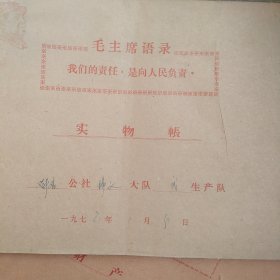 毛主席语录
我们的责任，是向人民负责。
实物帳
公社 大队 生产队
一九七 年 月 日